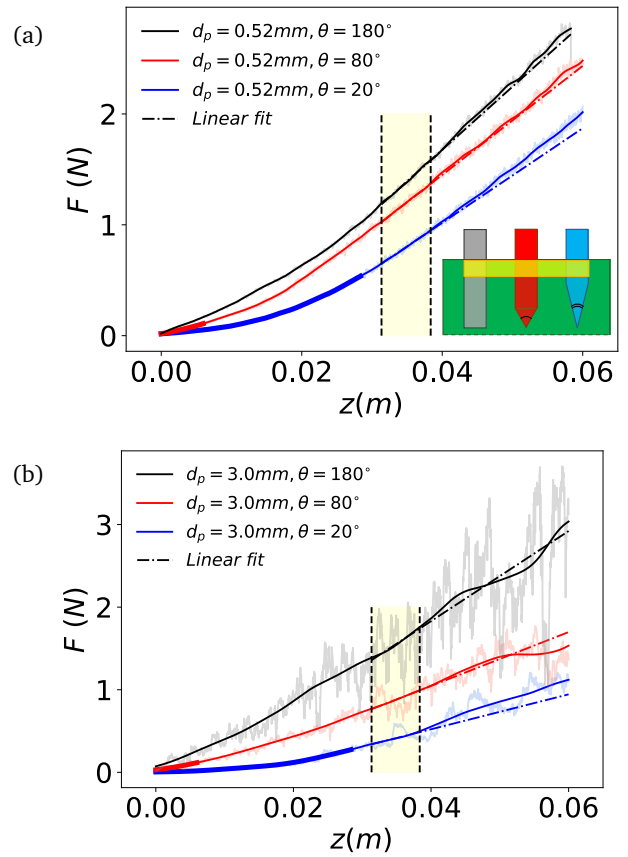 (a)
d_p = 0.52mm, θ = 180°
d_p = 0.52mm, θ = 80°
d_p = 0.52mm, θ = 20°
Linear fit
F (N)
2
1
0
0.00 0.02 0.04 0.06
z(m)
(b)
d_p = 3.0mm, θ = 180°
d_p = 3.0mm, θ = 80°
d_p = 3.0mm, θ = 20°
Linear fit
F (N)
3
2
1
0
0.00 0.02 0.04 0.06
z(m)